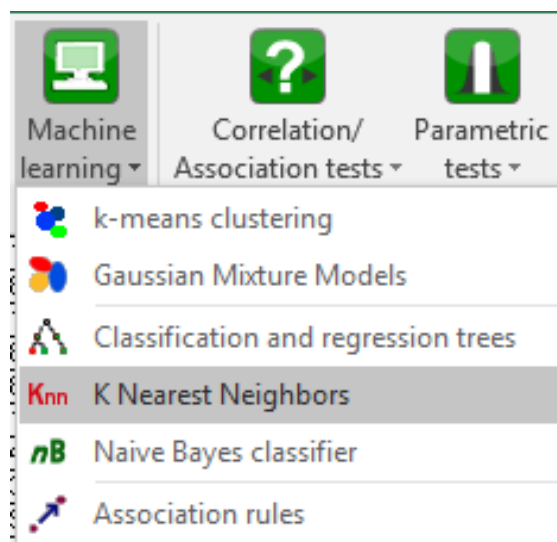 ?
Machine Correlation/ Parametric
learning Association tests tests
k-means clustering
Gaussian Mixture Models
Classification and regression trees
Knn K Nearest Neighbors
nB Naive Bayes classifier
Association rules